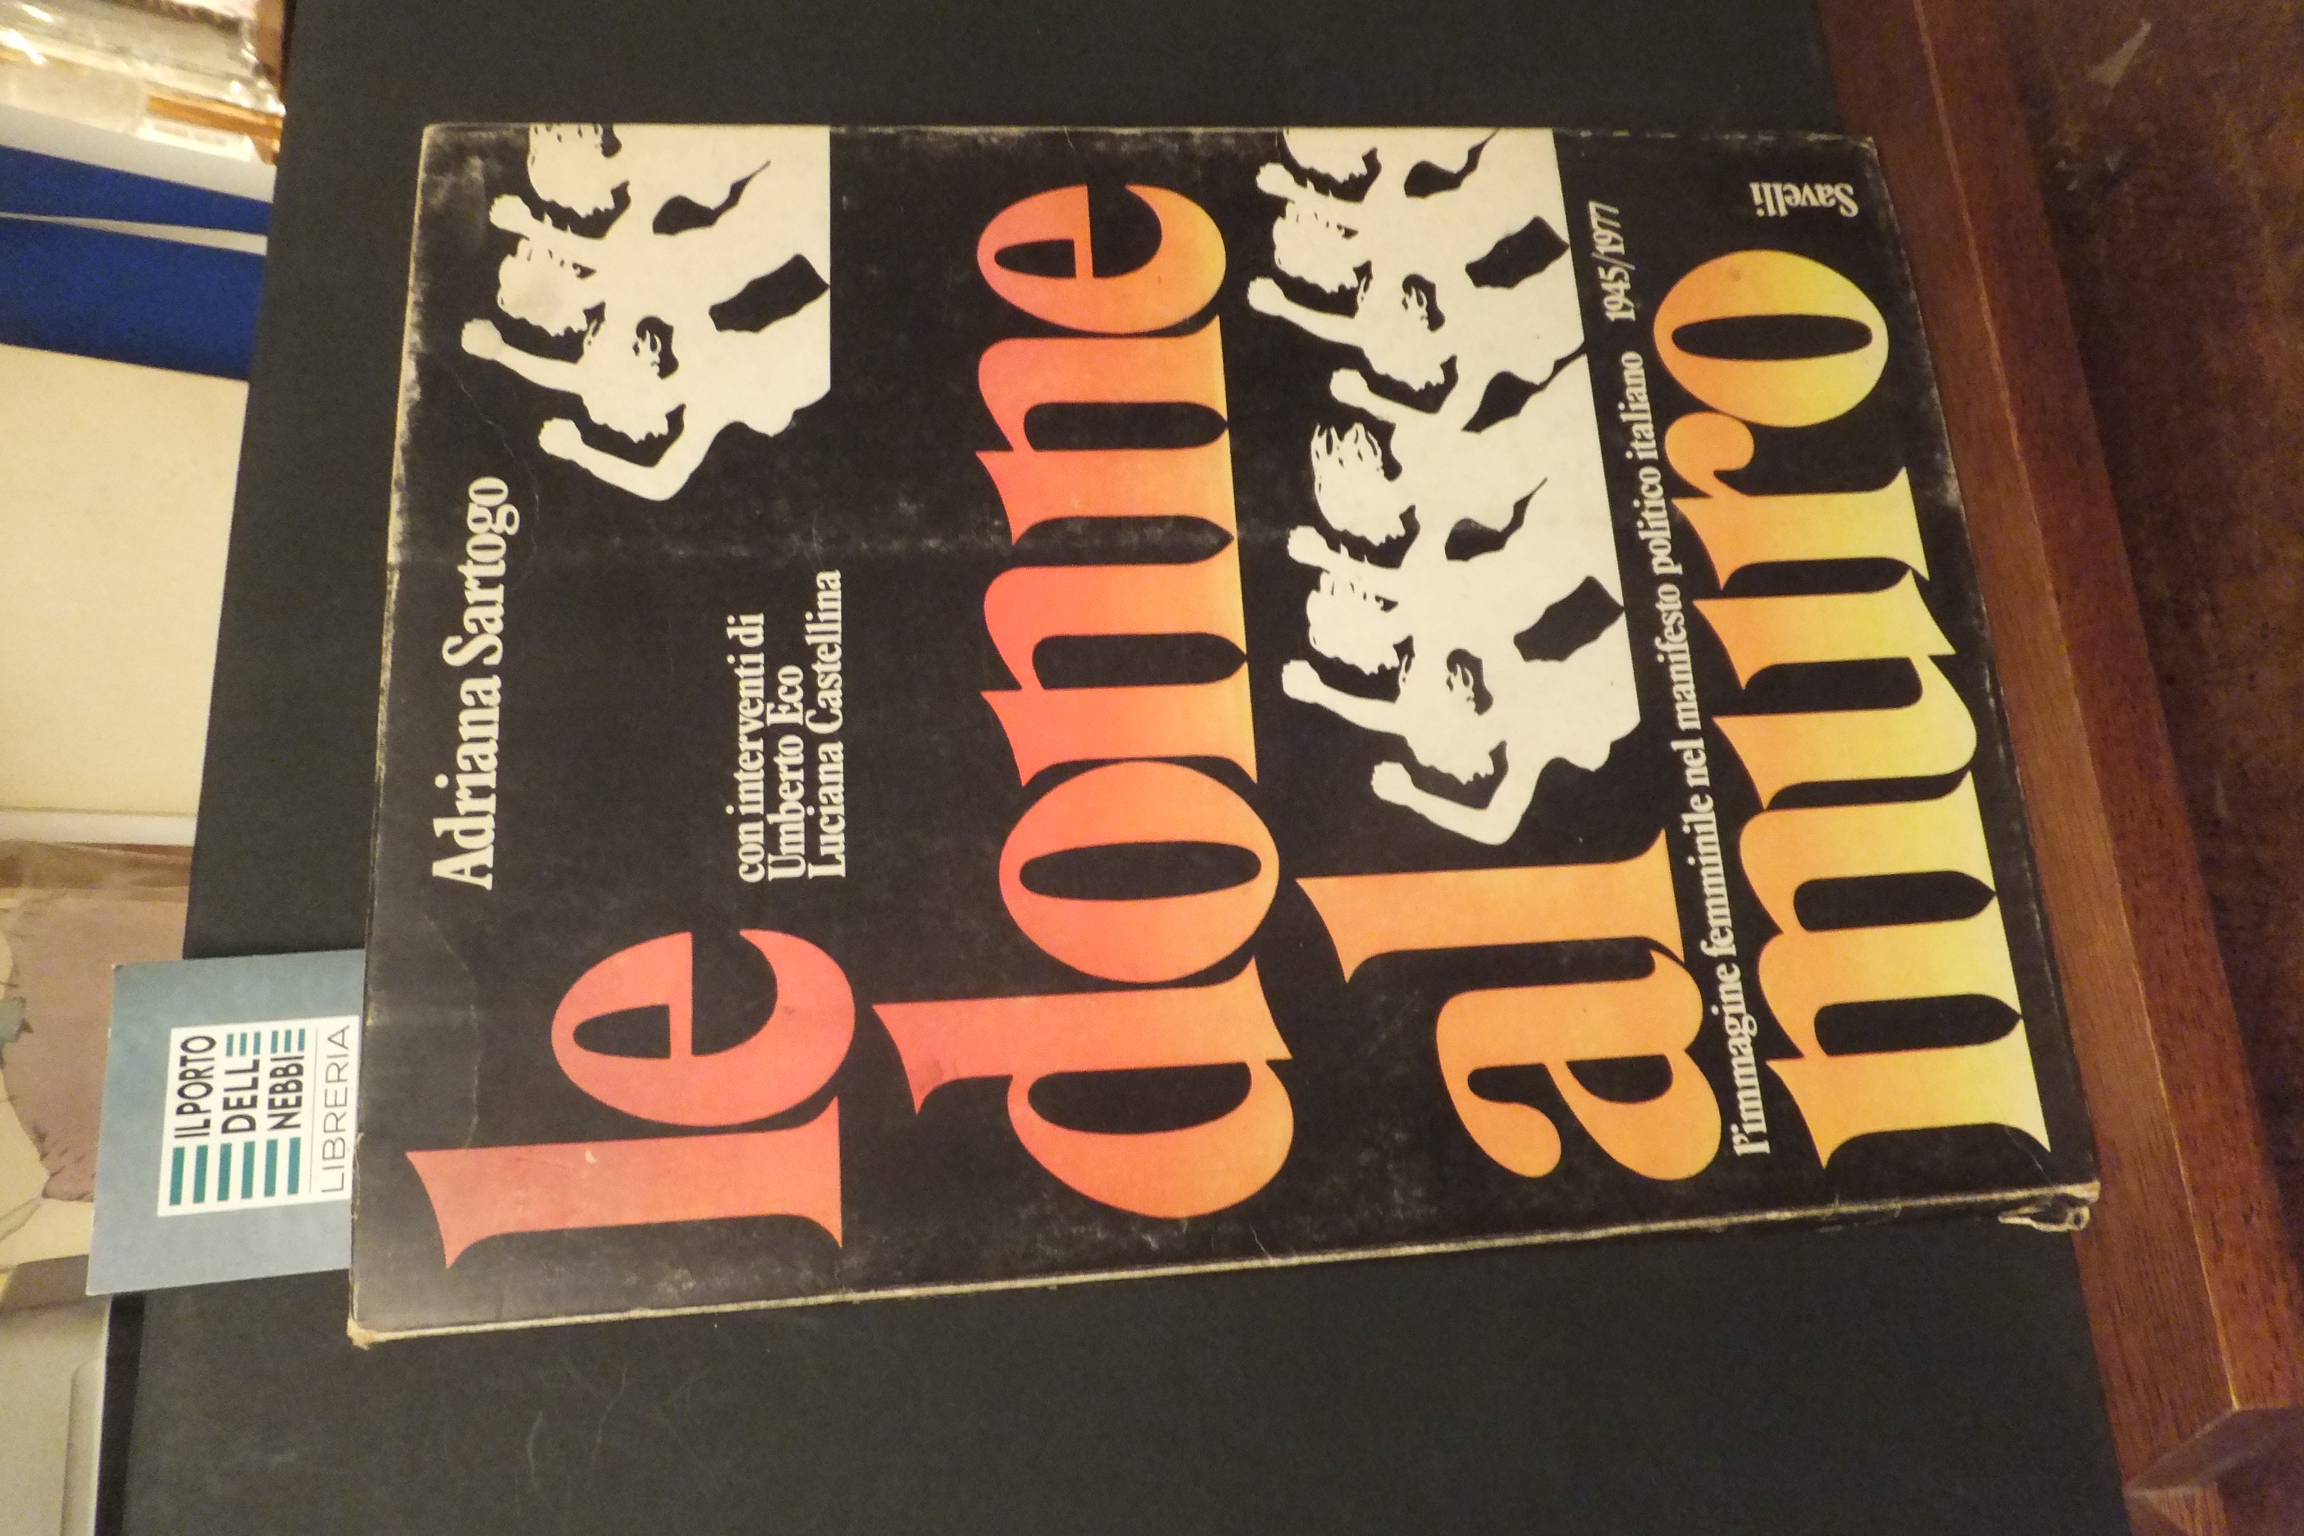 IL PORTO
DELLE
NEBBIE
LIBRERIA
Adriana Sartogo
le
con interventi di
Umberto Eco
Luciana Castellina
donne
al
l'immagine femminile nel manifesto politico italiano 1945/1977
muro
Savelli